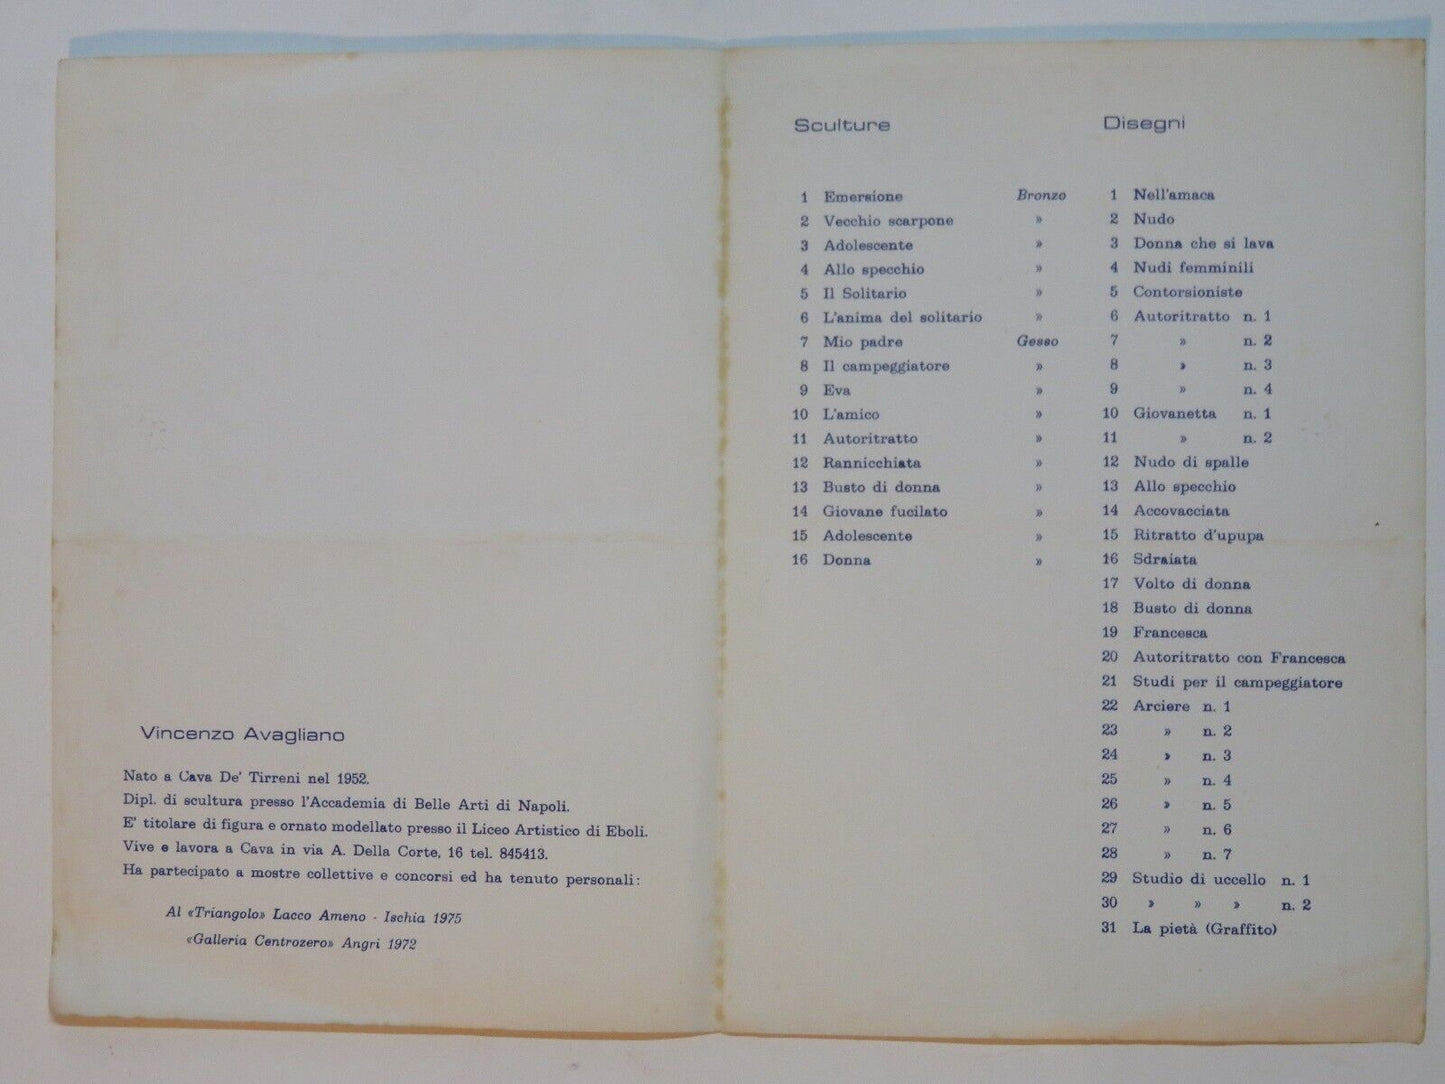 Vincenzo Avagliano
Nato a Cava De' Tirreni nel 1952.
Dipl. di scultura presso l'Accademia di Belle Arti di Napoli.
E' titolare di figura e ornato modellato presso il Liceo Artistico di Eboli.
Vive e lavora a Cava in via A. Della Corte, 16 tel. 845413.
Ha partecipato a mostre collettive e concorsi ed ha tenuto personali:
Al «Triangolo» Lacco Ameno - Ischia 1975
«Galleria Centrozero» Angri 1972
Sculture
1 Emersione Bronzo
2 Vecchio scarpone »
3 Adolescente »
4 Allo specchio »
5 Il Solitario »
6 L'anima del solitario »
7 Mio padre Gesso
8 Il campeggiatore »
9 Eva »
10 L'amico »
11 Autoritratto »
12 Rannicchiata »
13 Busto di donna »
14 Giovane fucilato »
15 Adolescente »
16 Donna »
Disegni
1 Nell'amaca
2 Nudo
3 Donna che si lava
4 Nudi femminili
5 Contorsioniste
6 Autoritratto n. 1
7 » n. 2
8 » n. 3
9 » n. 4
10 Giovanetta n. 1
11 » n. 2
12 Nudo di spalle
13 Allo specchio
14 Accovacciata
15 Ritratto d'upupa
16 Sdraiata
17 Volto di donna
18 Busto di donna
19 Francesca
20 Autoritratto con Francesca
21 Studi per il campeggiatore
22 Arciere n. 1
23 » n. 2
24 » n. 3
25 » n. 4
26 » n. 5
27 » n. 6
28 » n. 7
29 Studio di uccello n. 1
30 » » » n. 2
31 La pietà (Graffito)